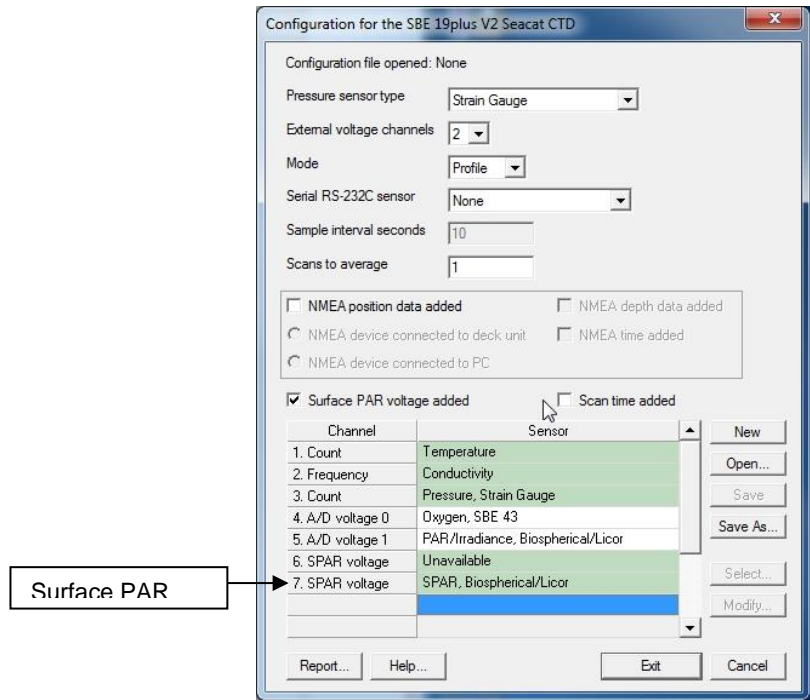 Configuration for the SBE 19plus V2 Seacat CTD
Configuration file opened: None
Pressure sensor type Strain Gauge
External voltage channels 2
Mode Profile
Serial RS-232C sensor None
Sample interval seconds 10
Scans to average 1
NMEA position data added NMEA depth data added
NMEA device connected to deck unit NMEA time added
NMEA device connected to PC
Surface PAR voltage added Scan time added
Channel Sensor New
1. Count Temperature
2. Frequency Conductivity Open...
3. Count Pressure, Strain Gauge Save
4. A/D voltage 0 Oxygen, SBE 43 Save As...
5. A/D voltage 1 PAR/Irradiance, Biospherical/Licor
6. SPAR voltage Unavailable Select...
Surface PAR 7. SPAR voltage SPAR, Biospherical/Licor
Modify...
Report... Help... Exit Cancel